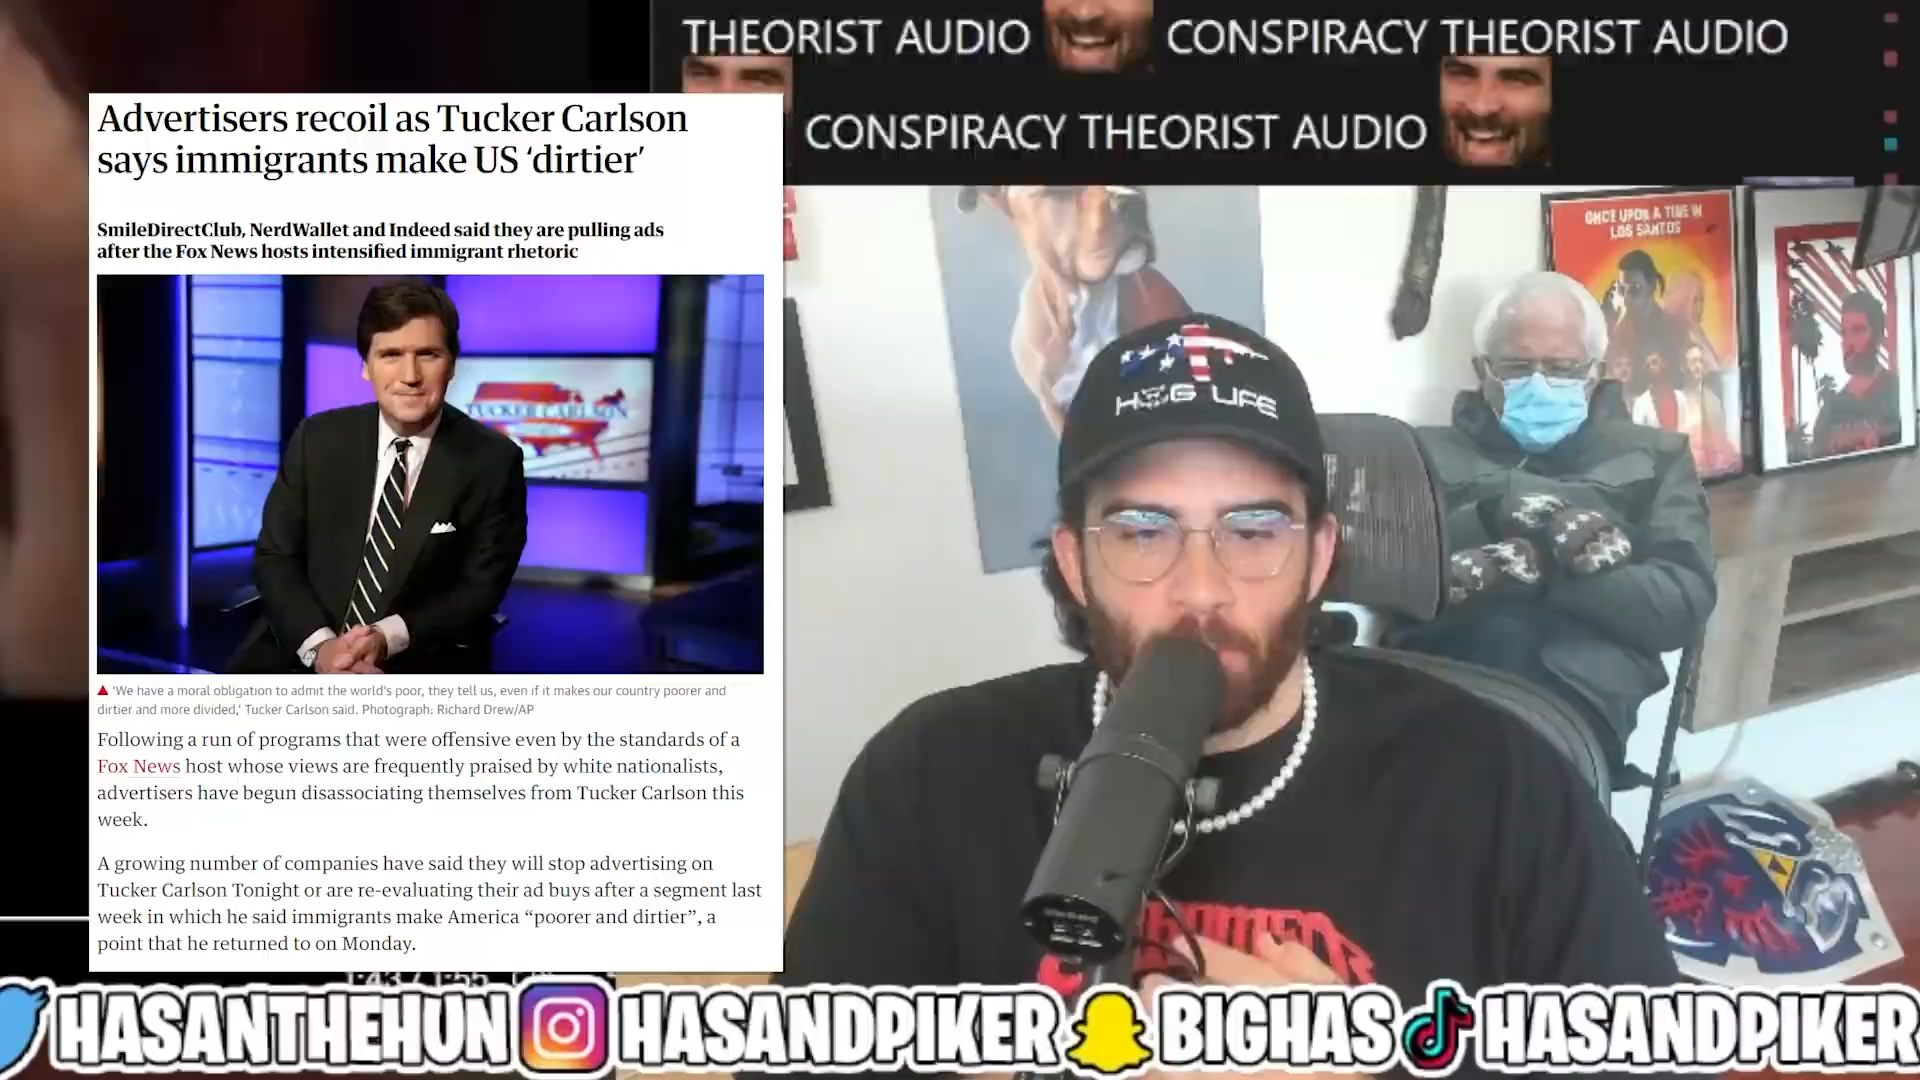 THEORIST AUDIO CONSPIRACY THEORIST AUDIO
CONSPIRACY THEORIST AUDIO
Advertisers recoil as Tucker Carlson
says immigrants make US ‘dirtier’
SmileDirectClub, NerdWallet and Indeed said they are pulling ads
after the Fox News hosts intensified immigrant rhetoric
TUCKER CARLSON
'We have a moral obligation to admit the world's poor, they tell us, even if it makes our country poorer and
dirtier and more divided,' Tucker Carlson said. Photograph: Richard Drew/AP
Following a run of programs that were offensive even by the standards of a
Fox News host whose views are frequently praised by white nationalists,
advertisers have begun disassociating themselves from Tucker Carlson this
week.
A growing number of companies have said they will stop advertising on
Tucker Carlson Tonight or are re-evaluating their ad buys after a segment last
week in which he said immigrants make America “poorer and dirtier”, a
point that he returned to on Monday.
ONCE UPON A TIME IN
LOS SANTOS
HOG LIFE
HASANTHEHUN HASANDPIKER BIGHAS HASANDPIKER